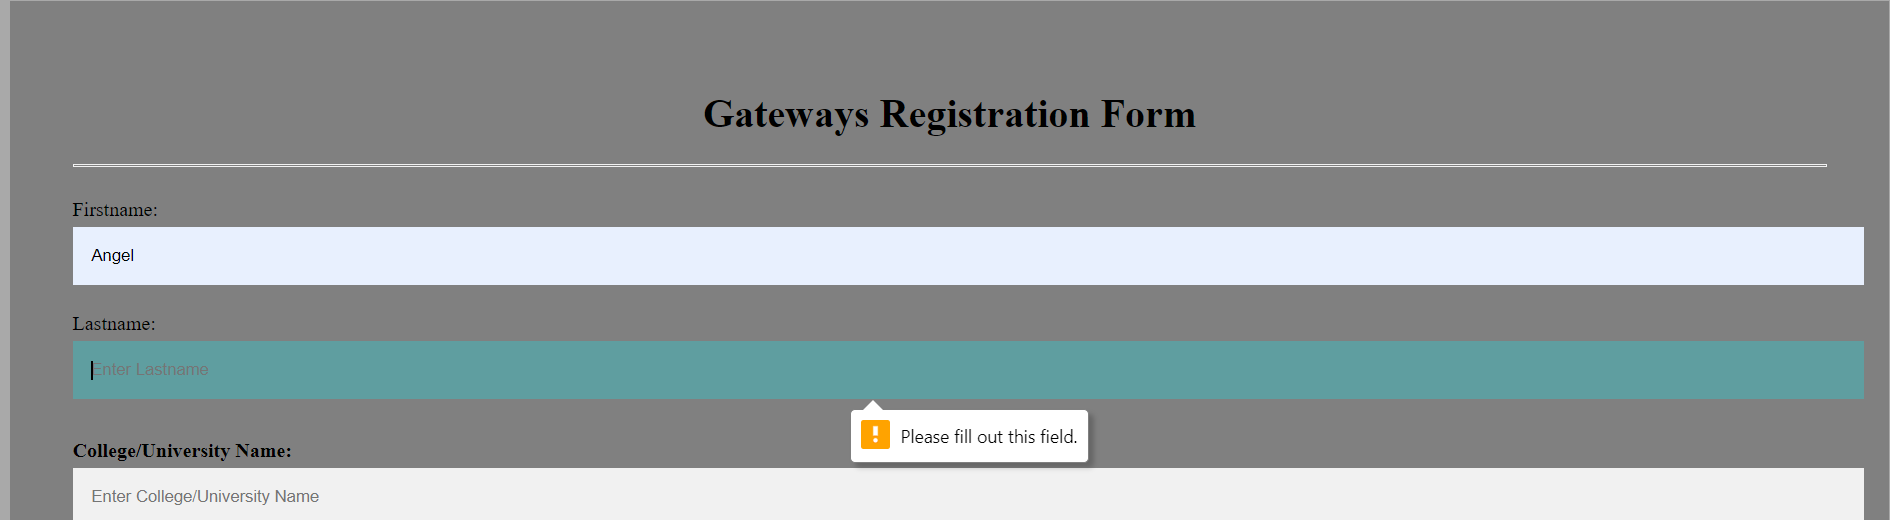 Gateways Registration Form
Firstname:
Angel
Lastname:
Enter Lastname
Please fill out this field.
College/University Name:
Enter College/University Name